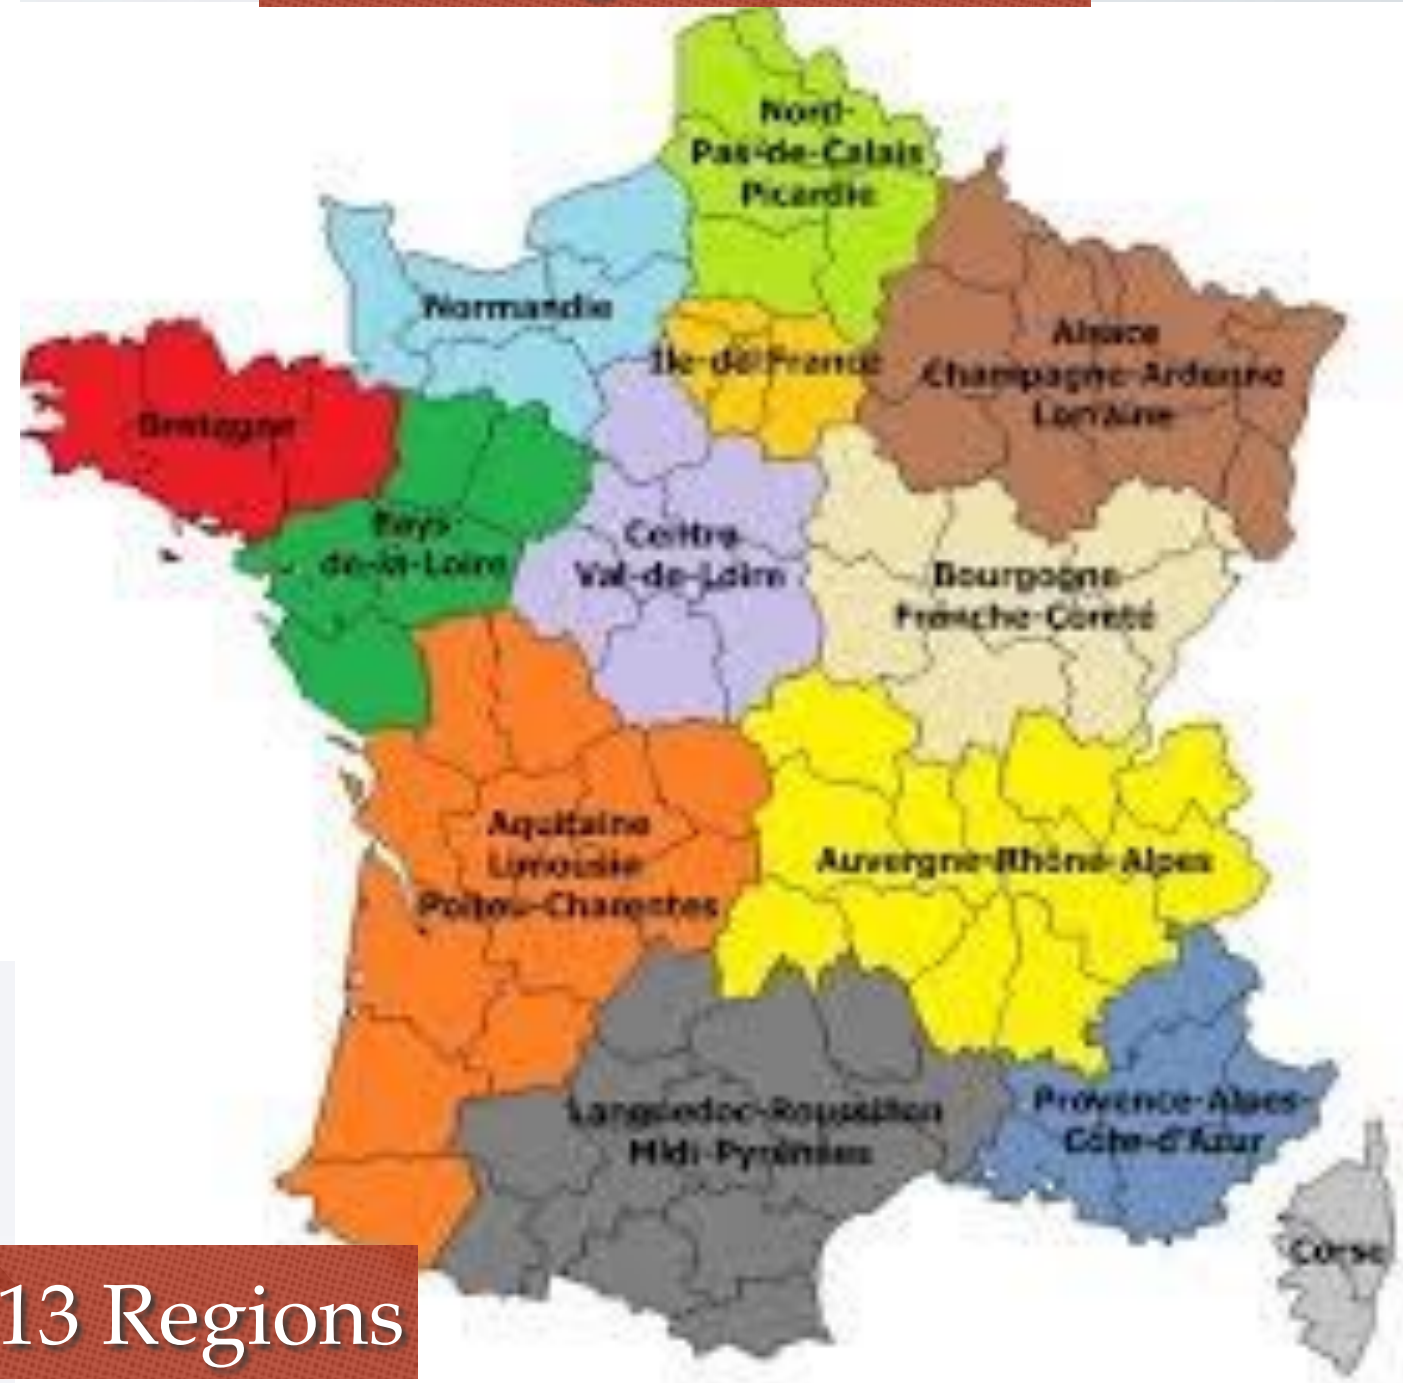 Nord-
Pas-de-Calais
Picardie
Normandie
Ile-de-France
Alsace
Champagne-Ardenne
Lorraine
Bretagne
Pays-
de-la-Loire
Centre-
Val-de-Loire
Bourgogne
Franche-Comté
Aquitaine
Limousin
Poitou-Charentes
Auvergne-Rhône-Alpes
Languedoc-Roussillon
Midi-Pyrénées
Provence-Alpes-
Côte-d'Azur
Corse
13 Regions